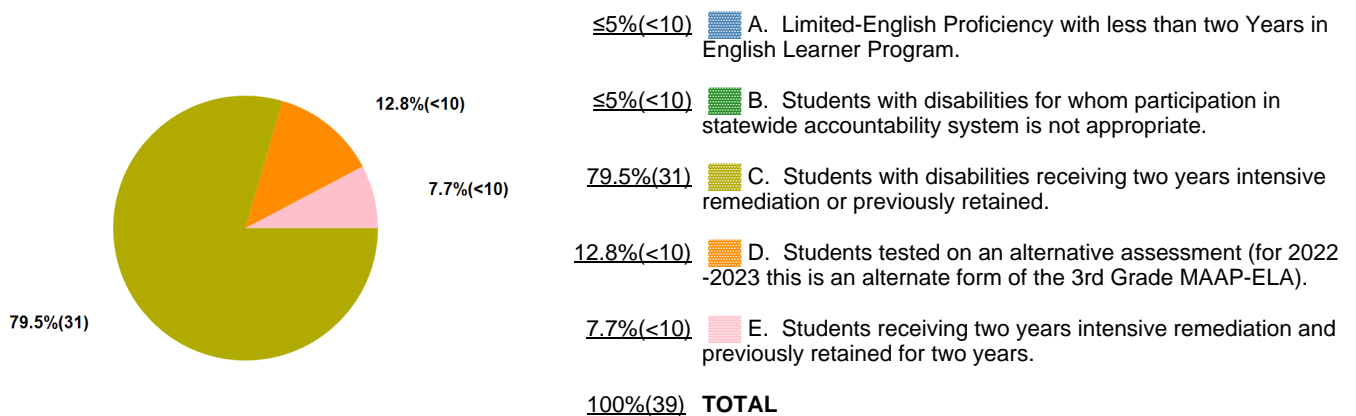 12.8%(<10)
7.7%(<10)
79.5%(31)
≤5%(<10) A. Limited-English Proficiency with less than two Years in
English Learner Program.
≤5%(<10) B. Students with disabilities for whom participation in
statewide accountability system is not appropriate.
79.5%(31) C. Students with disabilities receiving two years intensive
remediation or previously retained.
12.8%(<10) D. Students tested on an alternative assessment (for 2022
-2023 this is an alternate form of the 3rd Grade MAAP-ELA).
7.7%(<10) E. Students receiving two years intensive remediation and
previously retained for two years.
100%(39) TOTAL